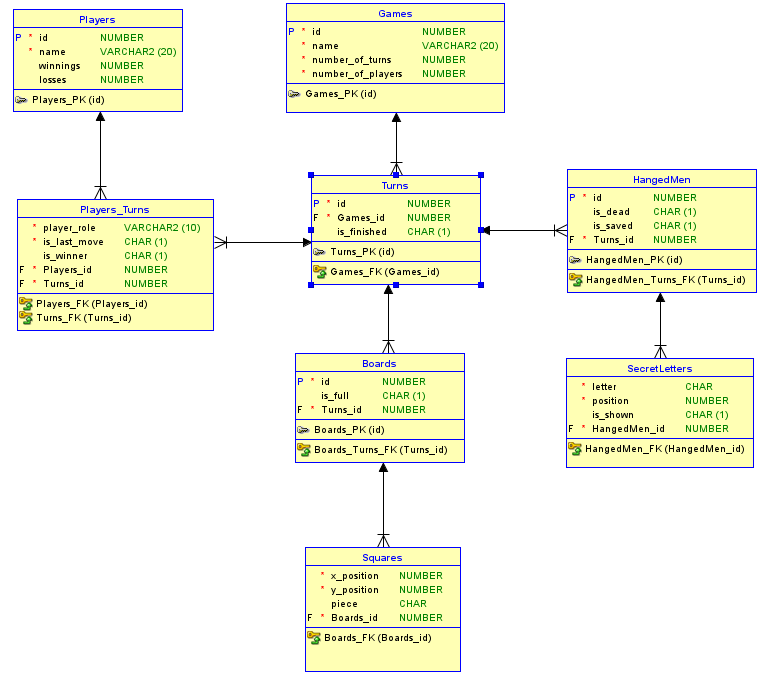 Players
P * id NUMBER
* name VARCHAR2 (20)
winnings NUMBER
losses NUMBER
Players_PK (id)
Games
P * id NUMBER
* name VARCHAR2 (20)
* number_of_turns NUMBER
* number_of_players NUMBER
Games_PK (id)
Turns
P * id NUMBER
F * Games_id NUMBER
is_finished CHAR (1)
Turns_PK (id)
Games_FK (Games_id)
HangedMen
P * id NUMBER
is_dead CHAR (1)
is_saved CHAR (1)
F * Turns_id NUMBER
HangedMen_PK (id)
HangedMen_Turns_FK (Turns_id)
Players_Turns
* player_role VARCHAR2 (10)
* is_last_move CHAR (1)
is_winner CHAR (1)
F * Players_id NUMBER
F * Turns_id NUMBER
Players_FK (Players_id)
Turns_FK (Turns_id)
Boards
P * id NUMBER
is_full CHAR (1)
F * Turns_id NUMBER
Boards_PK (id)
Boards_Turns_FK (Turns_id)
SecretLetters
* letter CHAR
* position NUMBER
is_shown CHAR (1)
F * HangedMen_id NUMBER
HangedMen_FK (HangedMen_id)
Squares
* x_position NUMBER
* y_position NUMBER
piece CHAR
F * Boards_id NUMBER
Boards_FK (Boards_id)